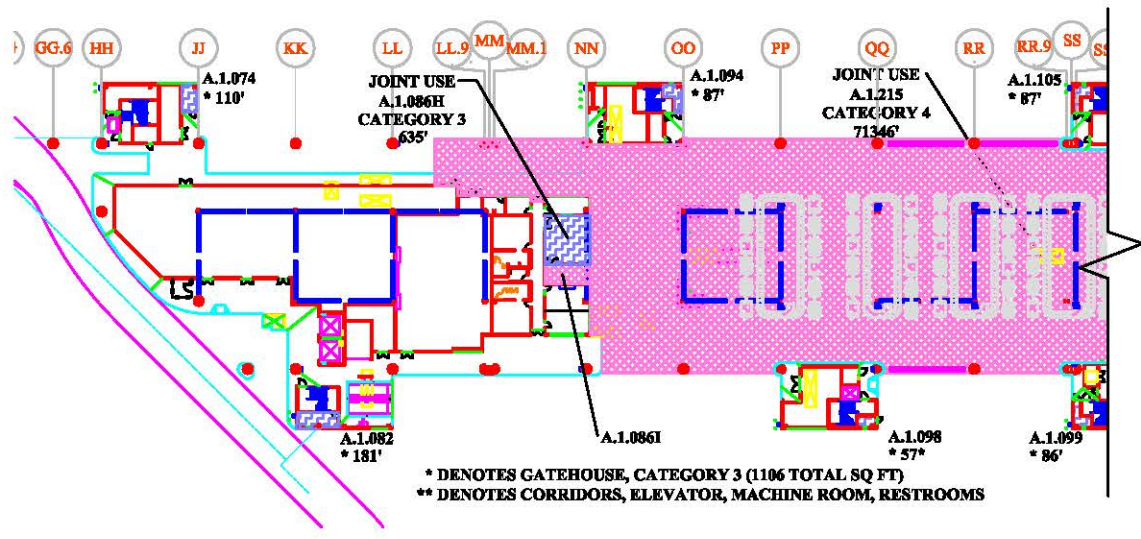 GG.6 HH JJ KK LL LL.9 MM MM.1 NN OO PP QQ RR RR.9 SS
A.1.074
* 110'
JOINT USE
A.1.086H
CATEGORY 3
635'
A.1.094
* 87'
JOINT USE
A.1.215
CATEGORY 4
71346'
A.1.105
* 87'
A.1.082
* 181'
A.1.086I
A.1.098
* 57*
A.1.099
* 86'
* DENOTES GATEHOUSE, CATEGORY 3 (1106 TOTAL SQ FT)
** DENOTES CORRIDORS, ELEVATOR, MACHINE ROOM, RESTROOMS